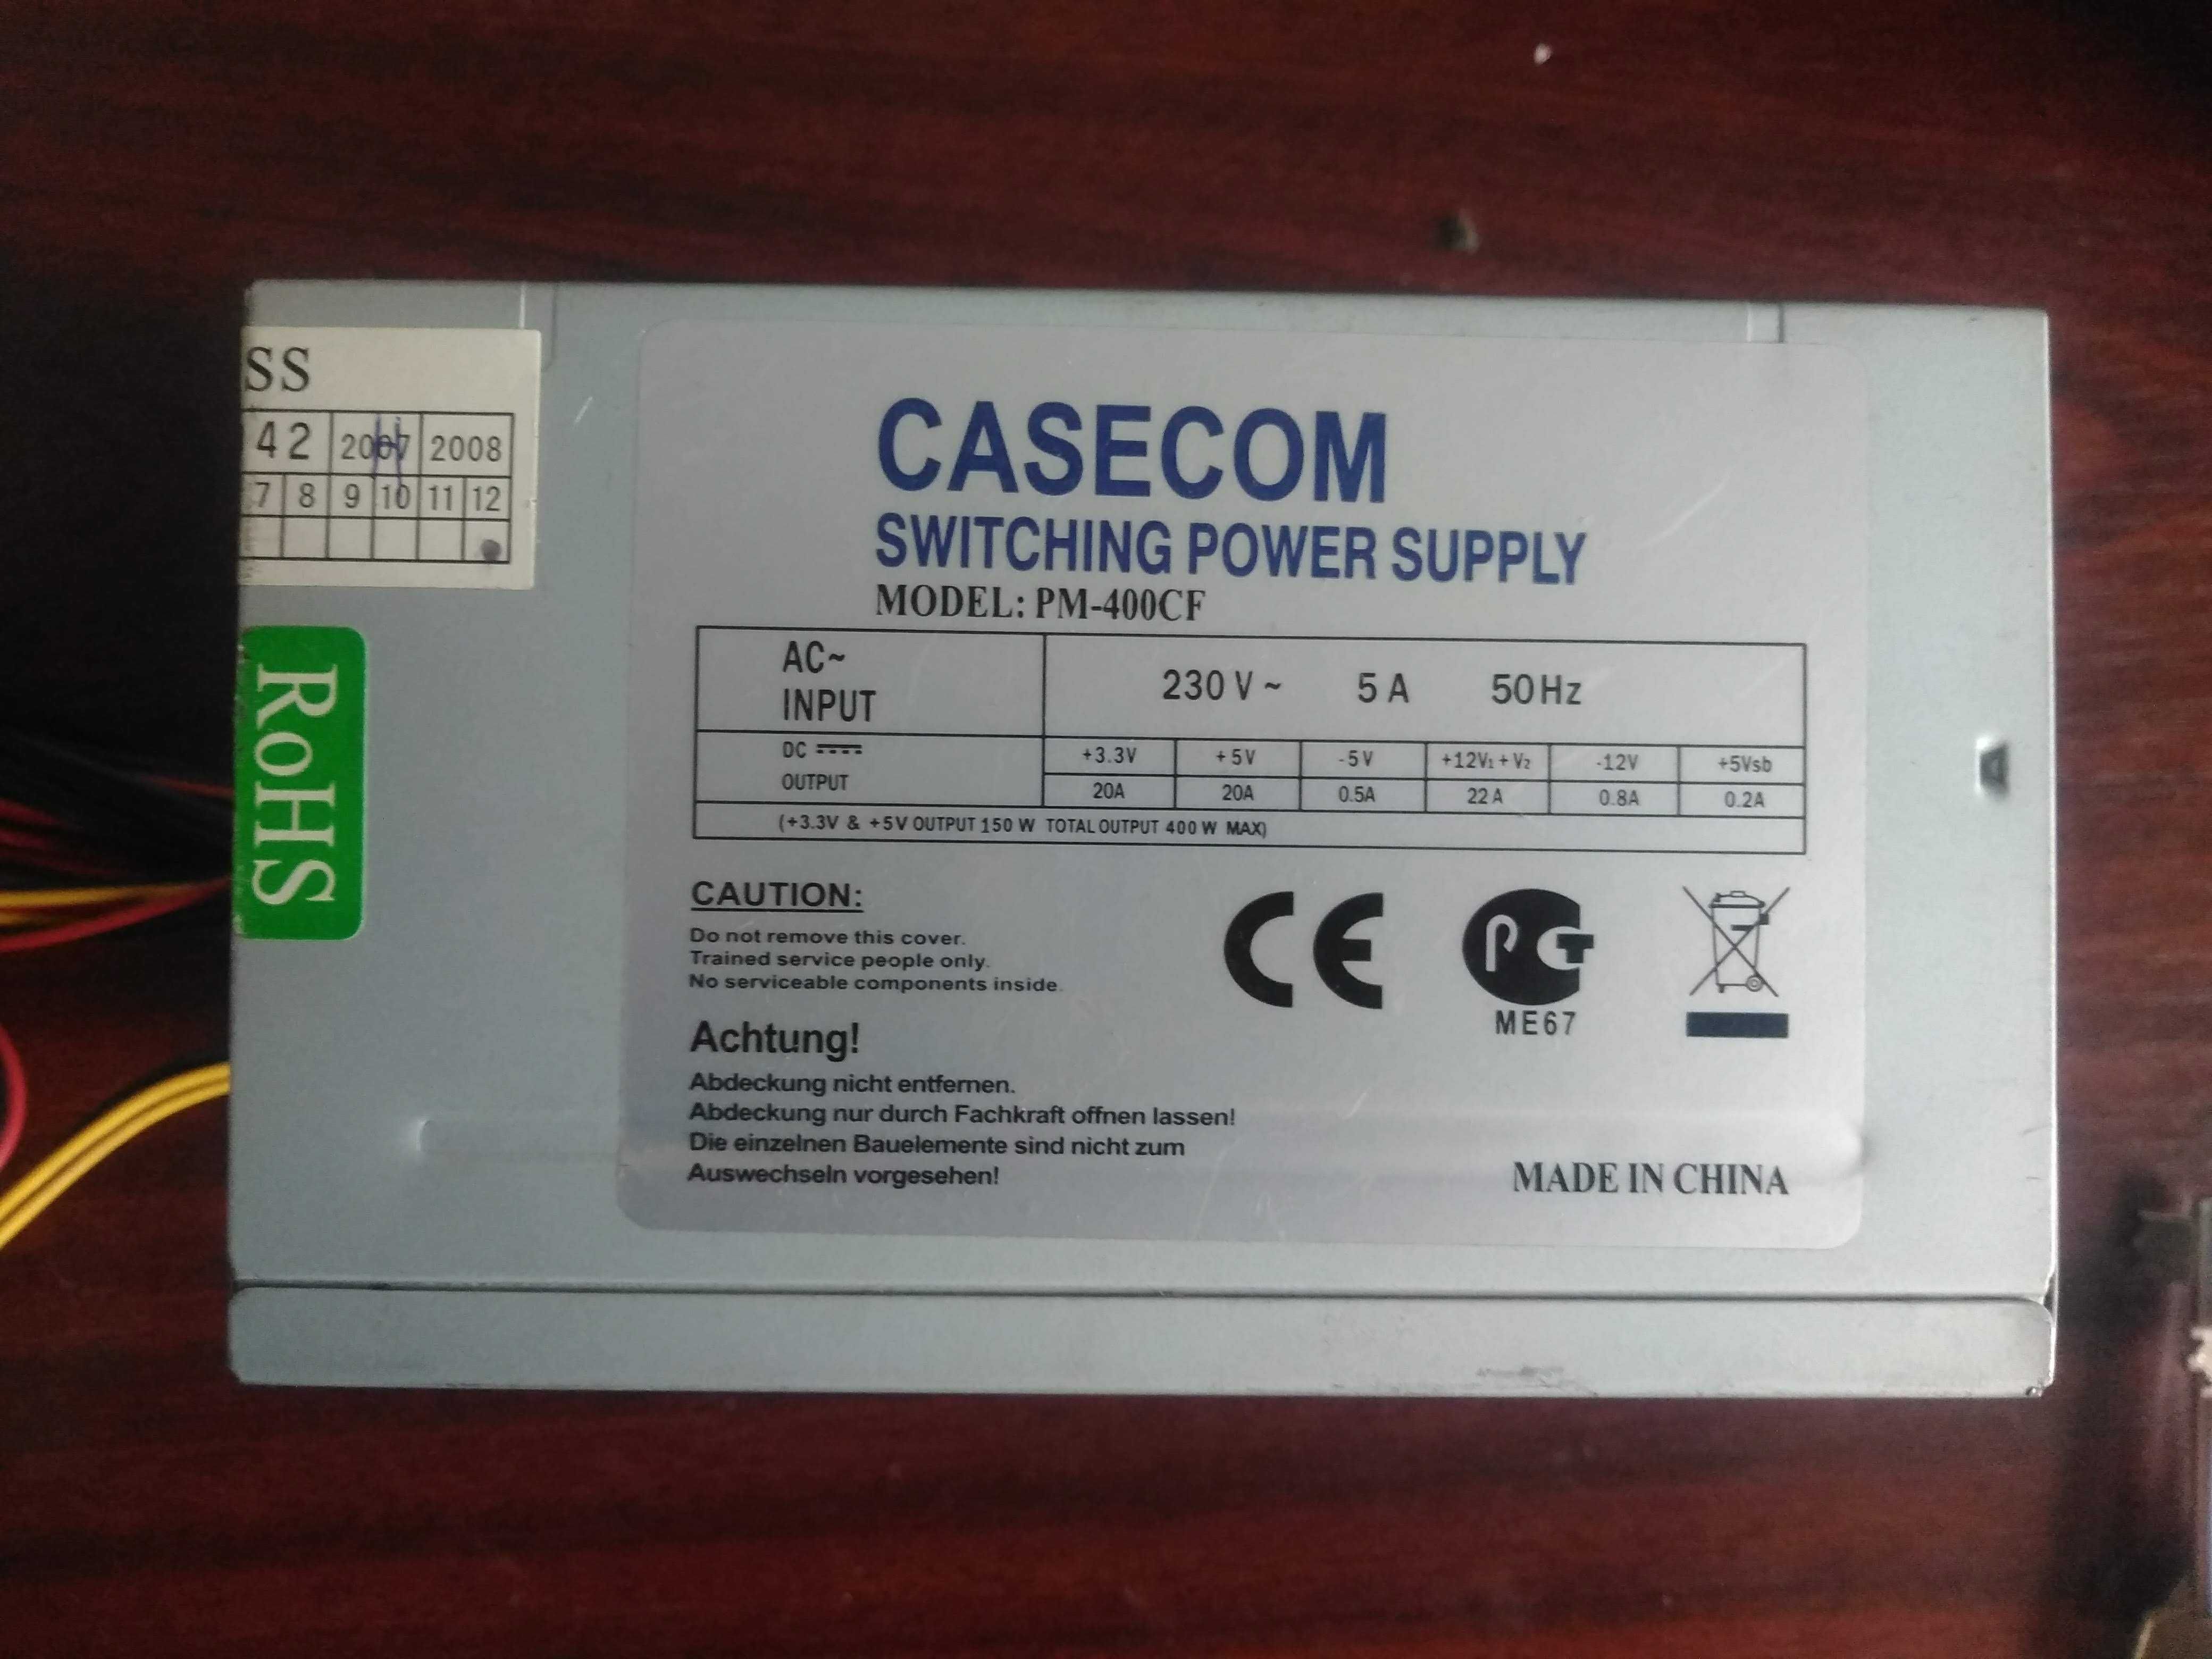 SS
42 2007 2008
7 8 9 10 11 12
RoHS
CASECOM
SWITCHING POWER SUPPLY
MODEL: PM-400CF
AC~
INPUT
230 V ~ 5 A 50 Hz
DC
OUTPUT
+3.3V +5V -5V +12V₁ + V₂ -12V +5Vsb
20A 20A 0.5A 22 A 0.8A 0.2A
(+3.3V & +5V OUTPUT 150 W TOTAL OUTPUT 400 W MAX)
CAUTION:
Do not remove this cover.
Trained service people only.
No serviceable components inside.
Achtung!
Abdeckung nicht entfernen.
Abdeckung nur durch Fachkraft offnen lassen!
Die einzelnen Bauelemente sind nicht zum
Auswechseln vorgesehen!
CE
PCT
ME67
MADE IN CHINA